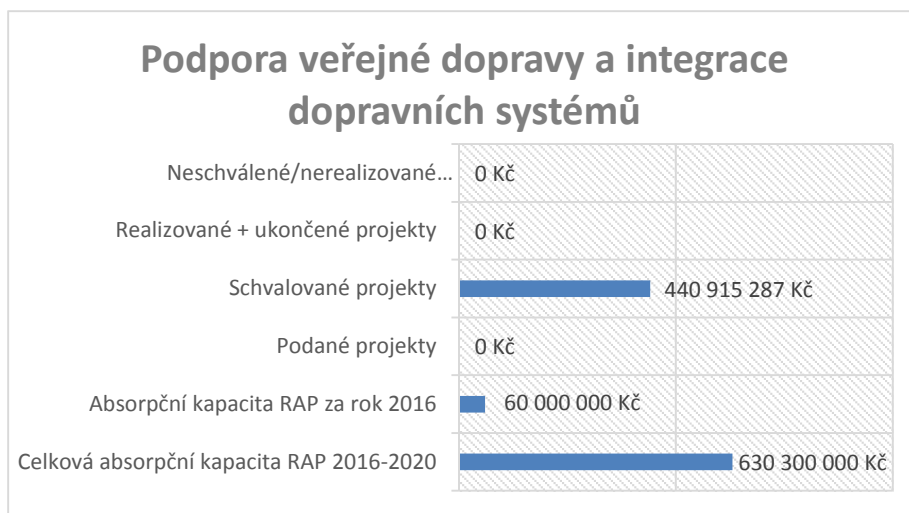 Podpora veřejné dopravy a integrace
dopravních systémů
Neschválené/nerealizované… 0 Kč
Realizované + ukončené projekty 0 Kč
Schvalované projekty 440 915 287 Kč
Podané projekty 0 Kč
Absorpční kapacita RAP za rok 2016 60 000 000 Kč
Celková absorpční kapacita RAP 2016-2020 630 300 000 Kč